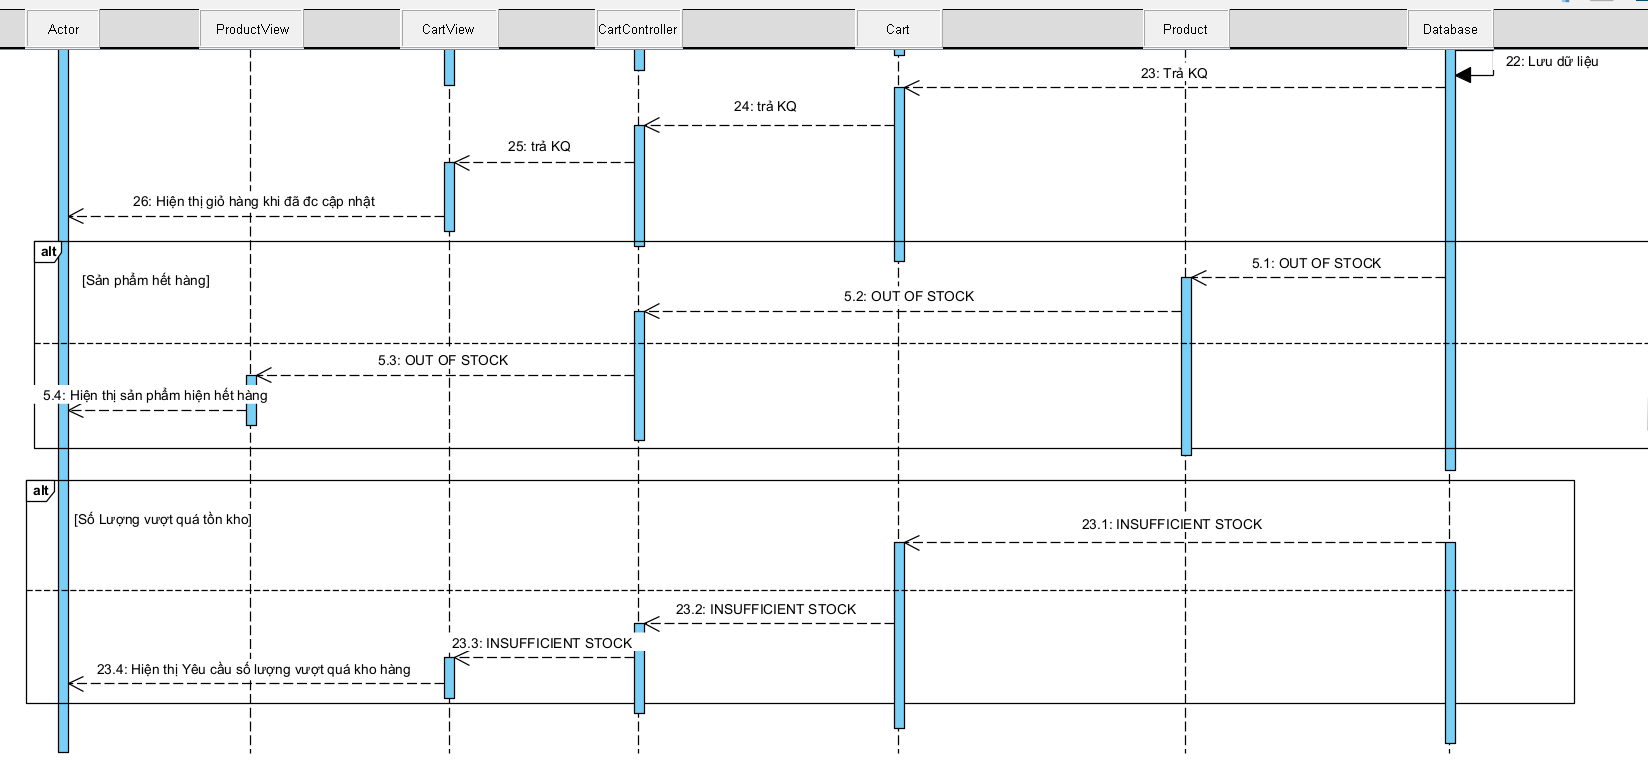 Actor
ProductView
CartView
CartController
Cart
Product
Database
22: Lưu dữ liệu
23: Trả KQ
24: trả KQ
25: trả KQ
26: Hiện thị giỏ hàng khi đã đc cập nhật
alt
[Sản phẩm hết hàng]
5.1: OUT OF STOCK
5.2: OUT OF STOCK
5.3: OUT OF STOCK
5.4: Hiện thị sản phẩm hiện hết hàng
alt
[Số Lượng vượt quá tồn kho]
23.1: INSUFFICIENT STOCK
23.2: INSUFFICIENT STOCK
23.3: INSUFFICIENT STOCK
23.4: Hiện thị Yêu cầu số lượng vượt quá kho hàng